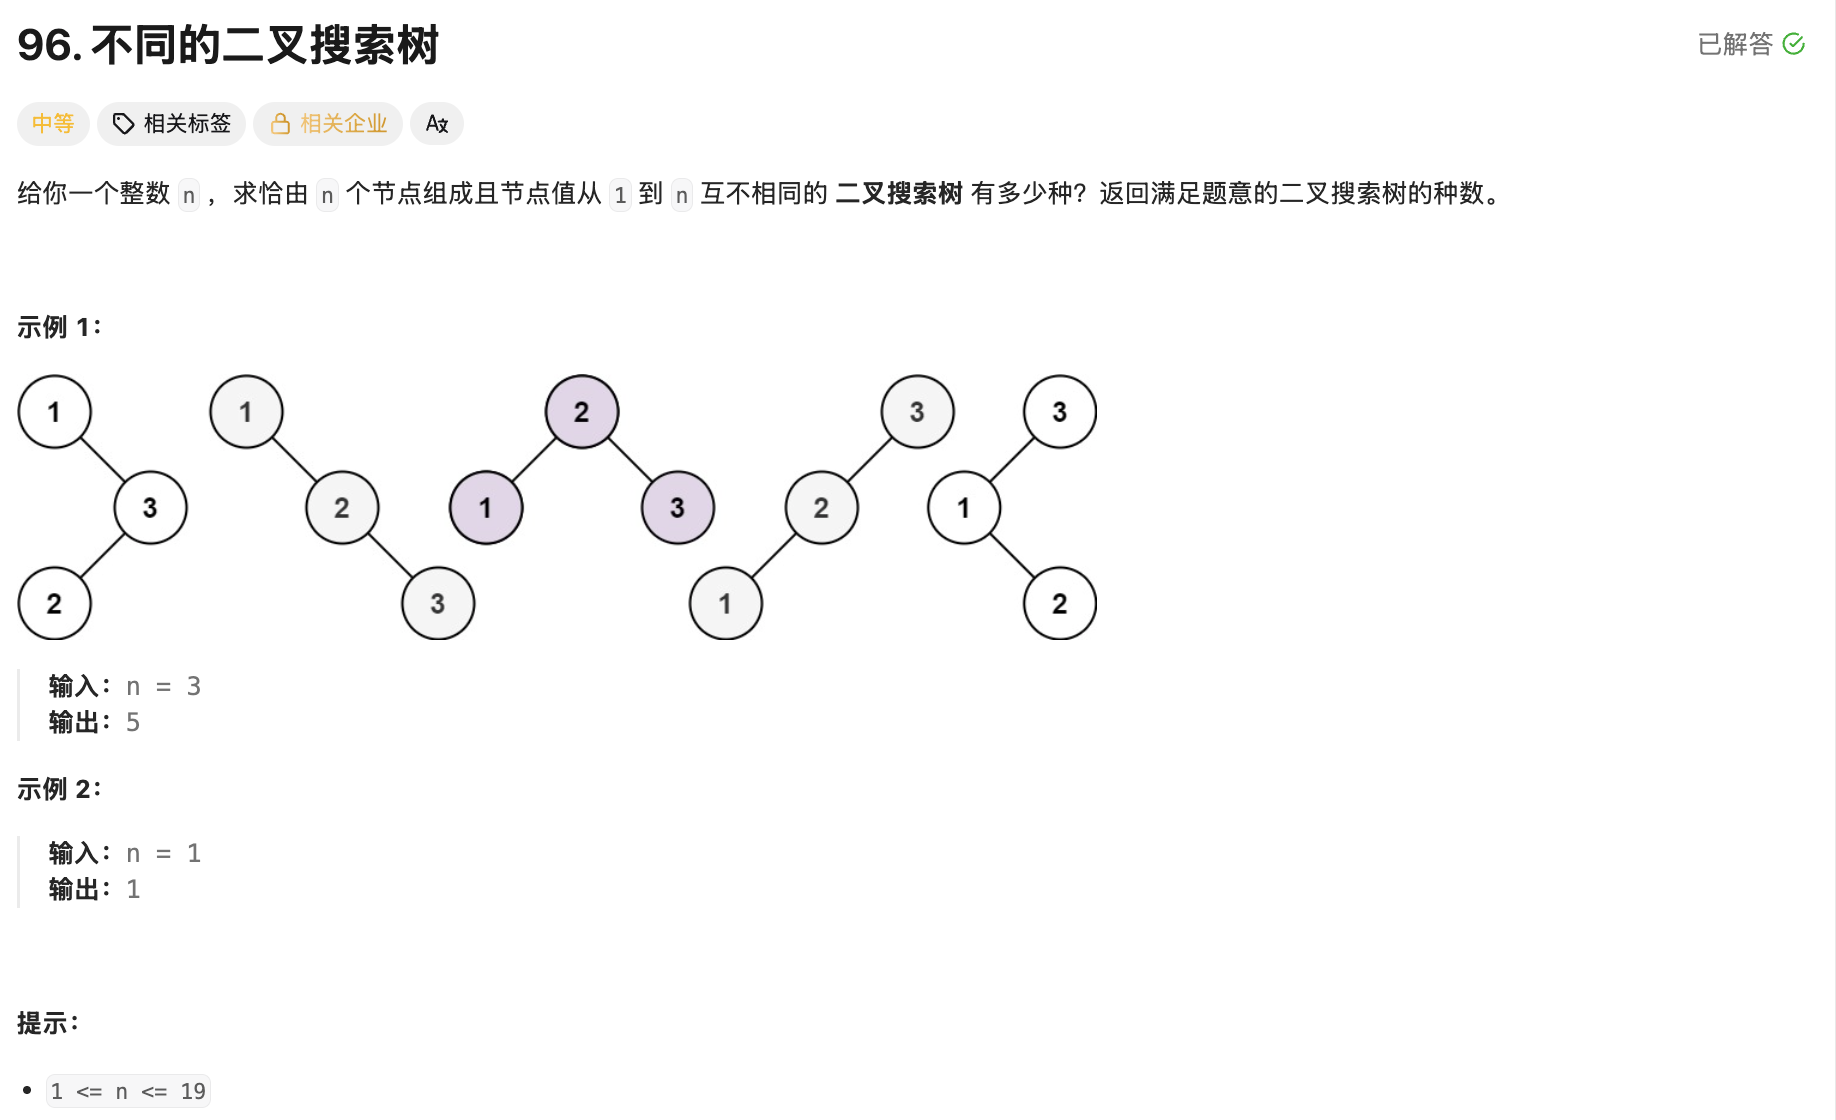 96. 不同的二叉搜索树
已解答
中等 相关标签 相关企业
给你一个整数 n ，求恰由 n 个节点组成且节点值从 1 到 n 互不相同的 二叉搜索树 有多少种？返回满足题意的二叉搜索树的种数。
示例 1：
1 1 2 3 3
3 2 1 3 2 1
2 3 1 2
输入：n = 3
输出：5
示例 2：
输入：n = 1
输出：1
提示：
1 <= n <= 19